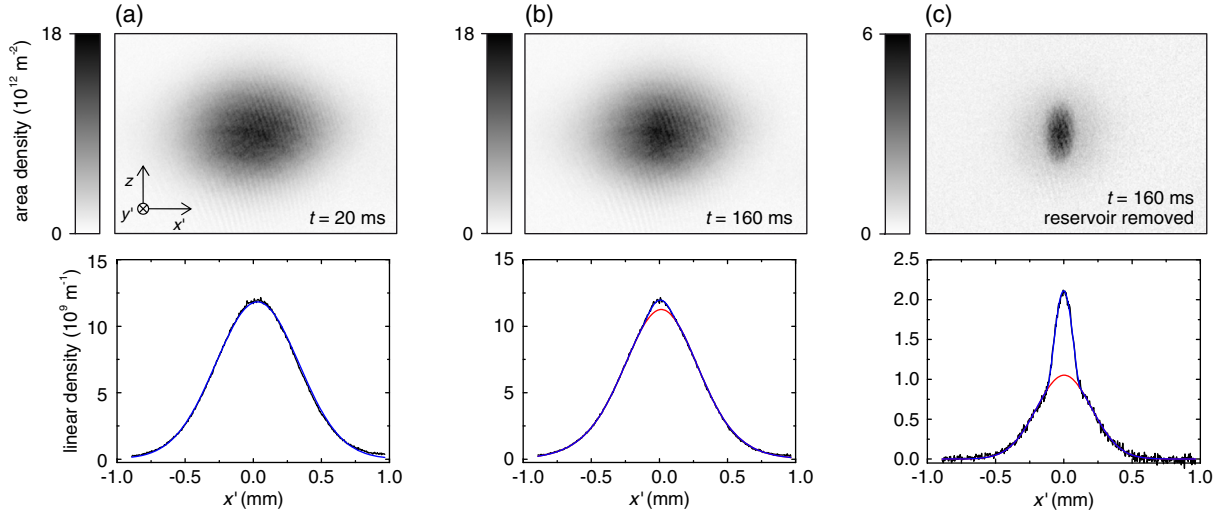 (a)
(b)
(c)
area density (10¹² m⁻²)
18
0
z
y'
x'
t = 20 ms
18
0
t = 160 ms
6
0
t = 160 ms
reservoir removed
linear density (10⁹ m⁻¹)
15
10
5
0
-1.0 -0.5 0.0 0.5 1.0
x' (mm)
15
10
5
0
-1.0 -0.5 0.0 0.5 1.0
x' (mm)
2.5
2.0
1.5
1.0
0.5
0.0
-1.0 -0.5 0.0 0.5 1.0
x' (mm)